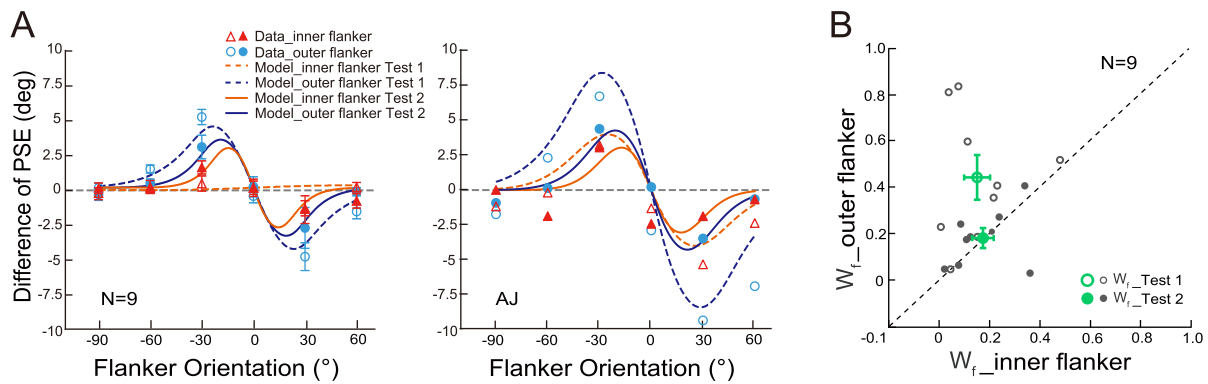 A
B
Data_inner flanker
Data_outer flanker
Model_inner flanker Test 1
Model_outer flanker Test 1
Model_inner flanker Test 2
Model_outer flanker Test 2
Difference of PSE (deg)
10
7.5
5
2.5
0
-2.5
-5
-7.5
-10
N=9
-90 -60 -30 0 30 60
Flanker Orientation (°)
10
7.5
5
2.5
0
-2.5
-5
-7.5
-10
AJ
-90 -60 -30 0 30 60
Flanker Orientation (°)
W_f_outer flanker
1.0
0.8
0.6
0.4
0.2
0
-0.1
N=9
Wf_Test 1
Wf_Test 2
-0.1 0 0.2 0.4 0.6 0.8 1.0
Wf_inner flanker